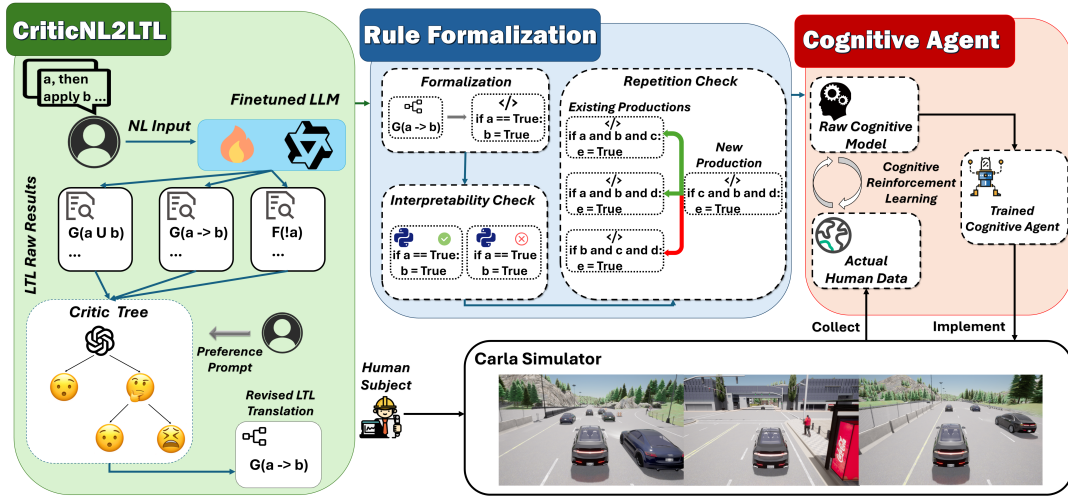 CriticNL2LTL
a, then
apply b ...
NL Input
Finetuned LLM
LTL Raw Results
G(a U b)
...
G(a -> b)
...
F(!a)
...
Critic Tree
Preference
Prompt
Revised LTL
Translation
G(a -> b)
Rule Formalization
Formalization
G(a -> b)
</>
if a == True:
b = True
Interpretability Check
if a == True:
b = True
if a == True
b = True
Repetition Check
Existing Productions
</>
if a and b and c:
e = True
</>
if a and b and d:
e = True
</>
if b and c and d:
e = True
New
Production
</>
if c and b and d:
e = True
Cognitive Agent
Raw Cognitive
Model
Cognitive
Reinforcement
Learning
Trained
Cognitive Agent
Actual
Human Data
Collect
Implement
Human
Subject
Carla Simulator
Coca-Cola